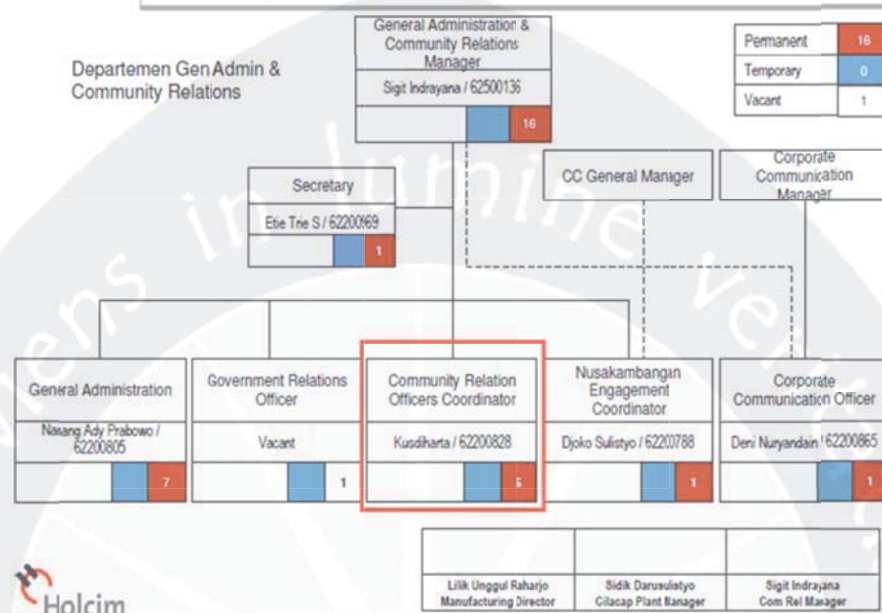 General Administration &
Community Relations
Manager
Sigit Indrayana / 62500136
16
Departemen Gen Admin &
Community Relations
Permanent 16
Temporary 0
Vacant 1
Secretary
Etie Trie S / 62200969
1
CC General Manager
Corporate
Communication
Manager
General Administration
Nanang Ady Prabowo /
62200805
7
Government Relations
Officer
Vacant
1
Community Relation
Officers Coordinator
Kusdiharta / 62200828
Nusakambangan
Engagement
Coordinator
Djoko Sulistyo / 62200788
1
Corporate
Communication Officer
Deni Nuryandain / 62200865
1
Lilik Unggul Raharjo
Manufacturing Director
Sidik Darusulistyo
Cilacap Plant Manager
Sigit Indrayana
Com Rel Manager
Holcim
in lumine